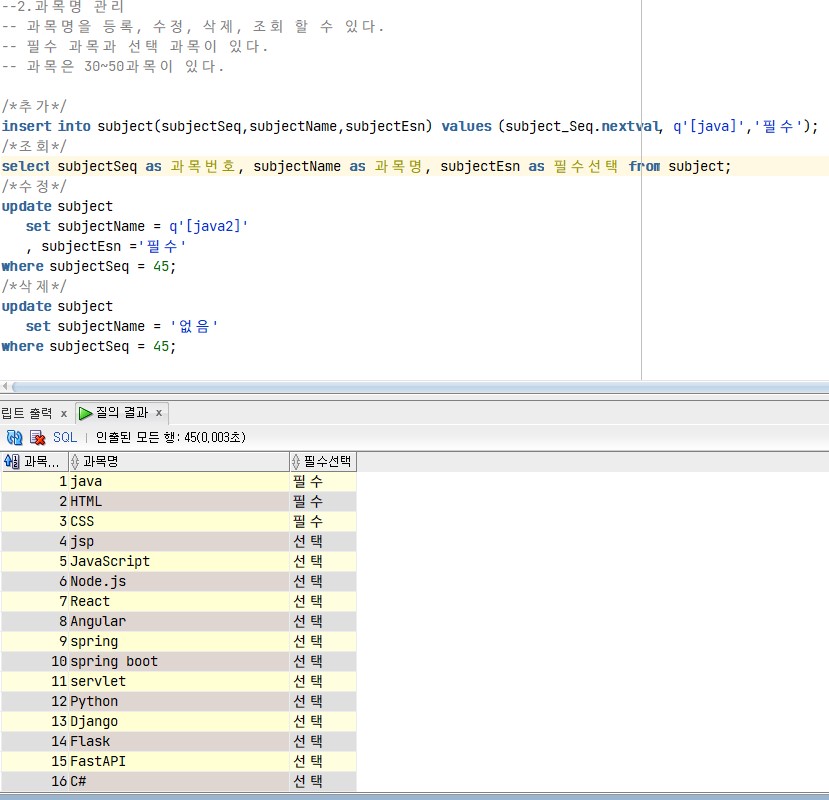 --2.과목명 관리
-- 과목명을 등록, 수정, 삭제, 조회 할 수 있다.
-- 필수 과목과 선택 과목이 있다.
-- 과목은 30~50과목이 있다.
/*추가*/
insert into subject(subjectSeq,subjectName,subjectEsn) values (subject_Seq.nextval, q'[java]','필수');
/*조회*/
select subjectSeq as 과목번호, subjectName as 과목명, subjectEsn as 필수선택 from subject;
/*수정*/
update subject
set subjectName = q'[java2]'
, subjectEsn ='필수'
where subjectSeq = 45;
/*삭제*/
update subject
set subjectName = '없음'
where subjectSeq = 45;
립트 출력 x 질의 결과 x
SQL | 인출된 모든 행: 45(0,003초)
과목... 과목명 필수선택
1 java 필수
2 HTML 필수
3 CSS 필수
4 jsp 선택
5 JavaScript 선택
6 Node.js 선택
7 React 선택
8 Angular 선택
9 spring 선택
10 spring boot 선택
11 servlet 선택
12 Python 선택
13 Django 선택
14 Flask 선택
15 FastAPI 선택
16 C# 선택